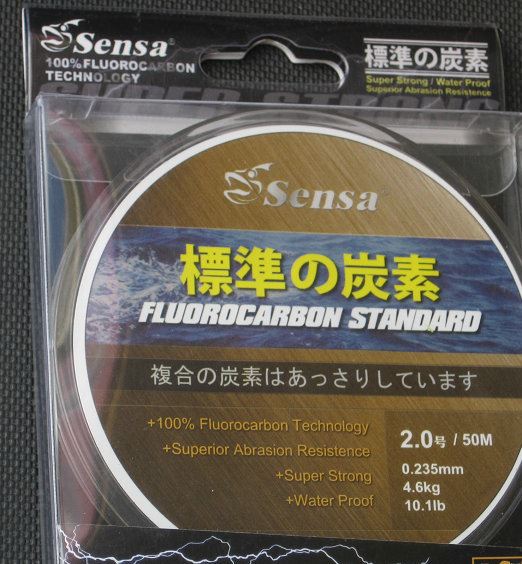 Sensa®
100% FLUOROCARBON
TECHNOLOGY
標準の炭素
Super Strong / Water Proof
Superior Abrasion Resistence
SUPER STRONG
Sensa®
標準の炭素
FLUOROCARBON STANDARD
複合の炭素はあっさりしています
+100% Fluorocarbon Technology
+Superior Abrasion Resistence
+Super Strong
+Water Proof
2.0号 / 50M
0.235mm
4.6kg
10.1lb